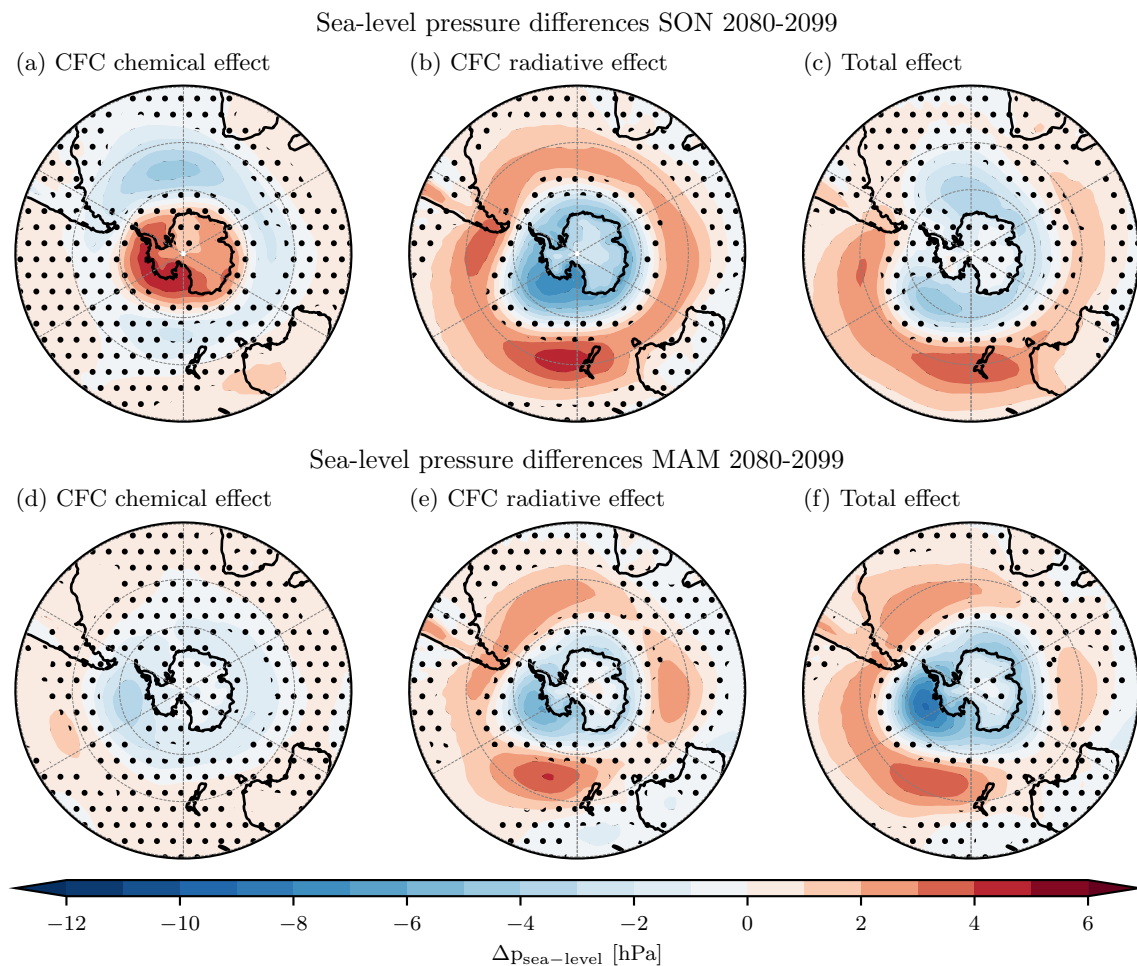 Sea-level pressure differences SON 2080-2099
(a) CFC chemical effect
(b) CFC radiative effect
(c) Total effect
Sea-level pressure differences MAM 2080-2099
(d) CFC chemical effect
(e) CFC radiative effect
(f) Total effect
−12 −10 −8 −6 −4 −2 0 2 4 6
Δp_sea−level [hPa]